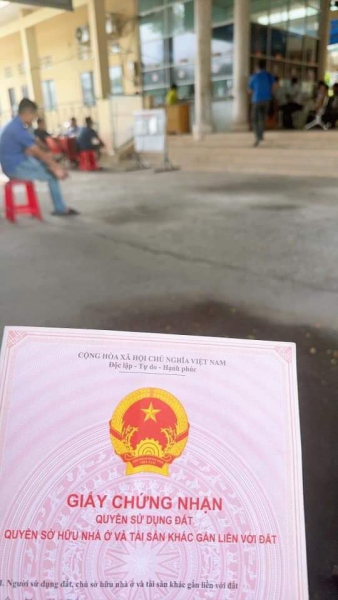 CỘNG HÒA XÃ HỘI CHỦ NGHĨA VIỆT NAM
Độc lập - Tự do - Hạnh phúc
GIẤY CHỨNG NHẬN
QUYỀN SỬ DỤNG ĐẤT
QUYỀN SỞ HỮU NHÀ Ở VÀ TÀI SẢN KHÁC GẮN LIỀN VỚI ĐẤT
I. Người sử dụng đất, chủ sở hữu nhà ở và tài sản khác gắn liền với đất